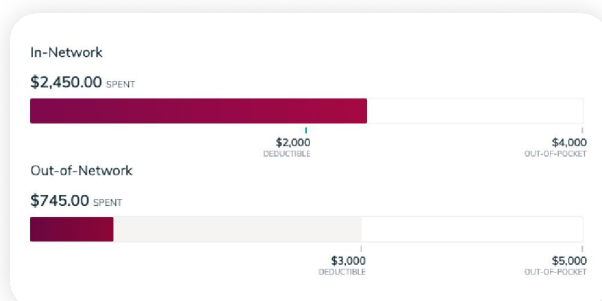 In-Network
$2,450.00 SPENT
$2,000 $4,000
DEDUCTIBLE OUT-OF-POCKET
Out-of-Network
$745.00 SPENT
$3,000 $5,000
DEDUCTIBLE OUT-OF-POCKET